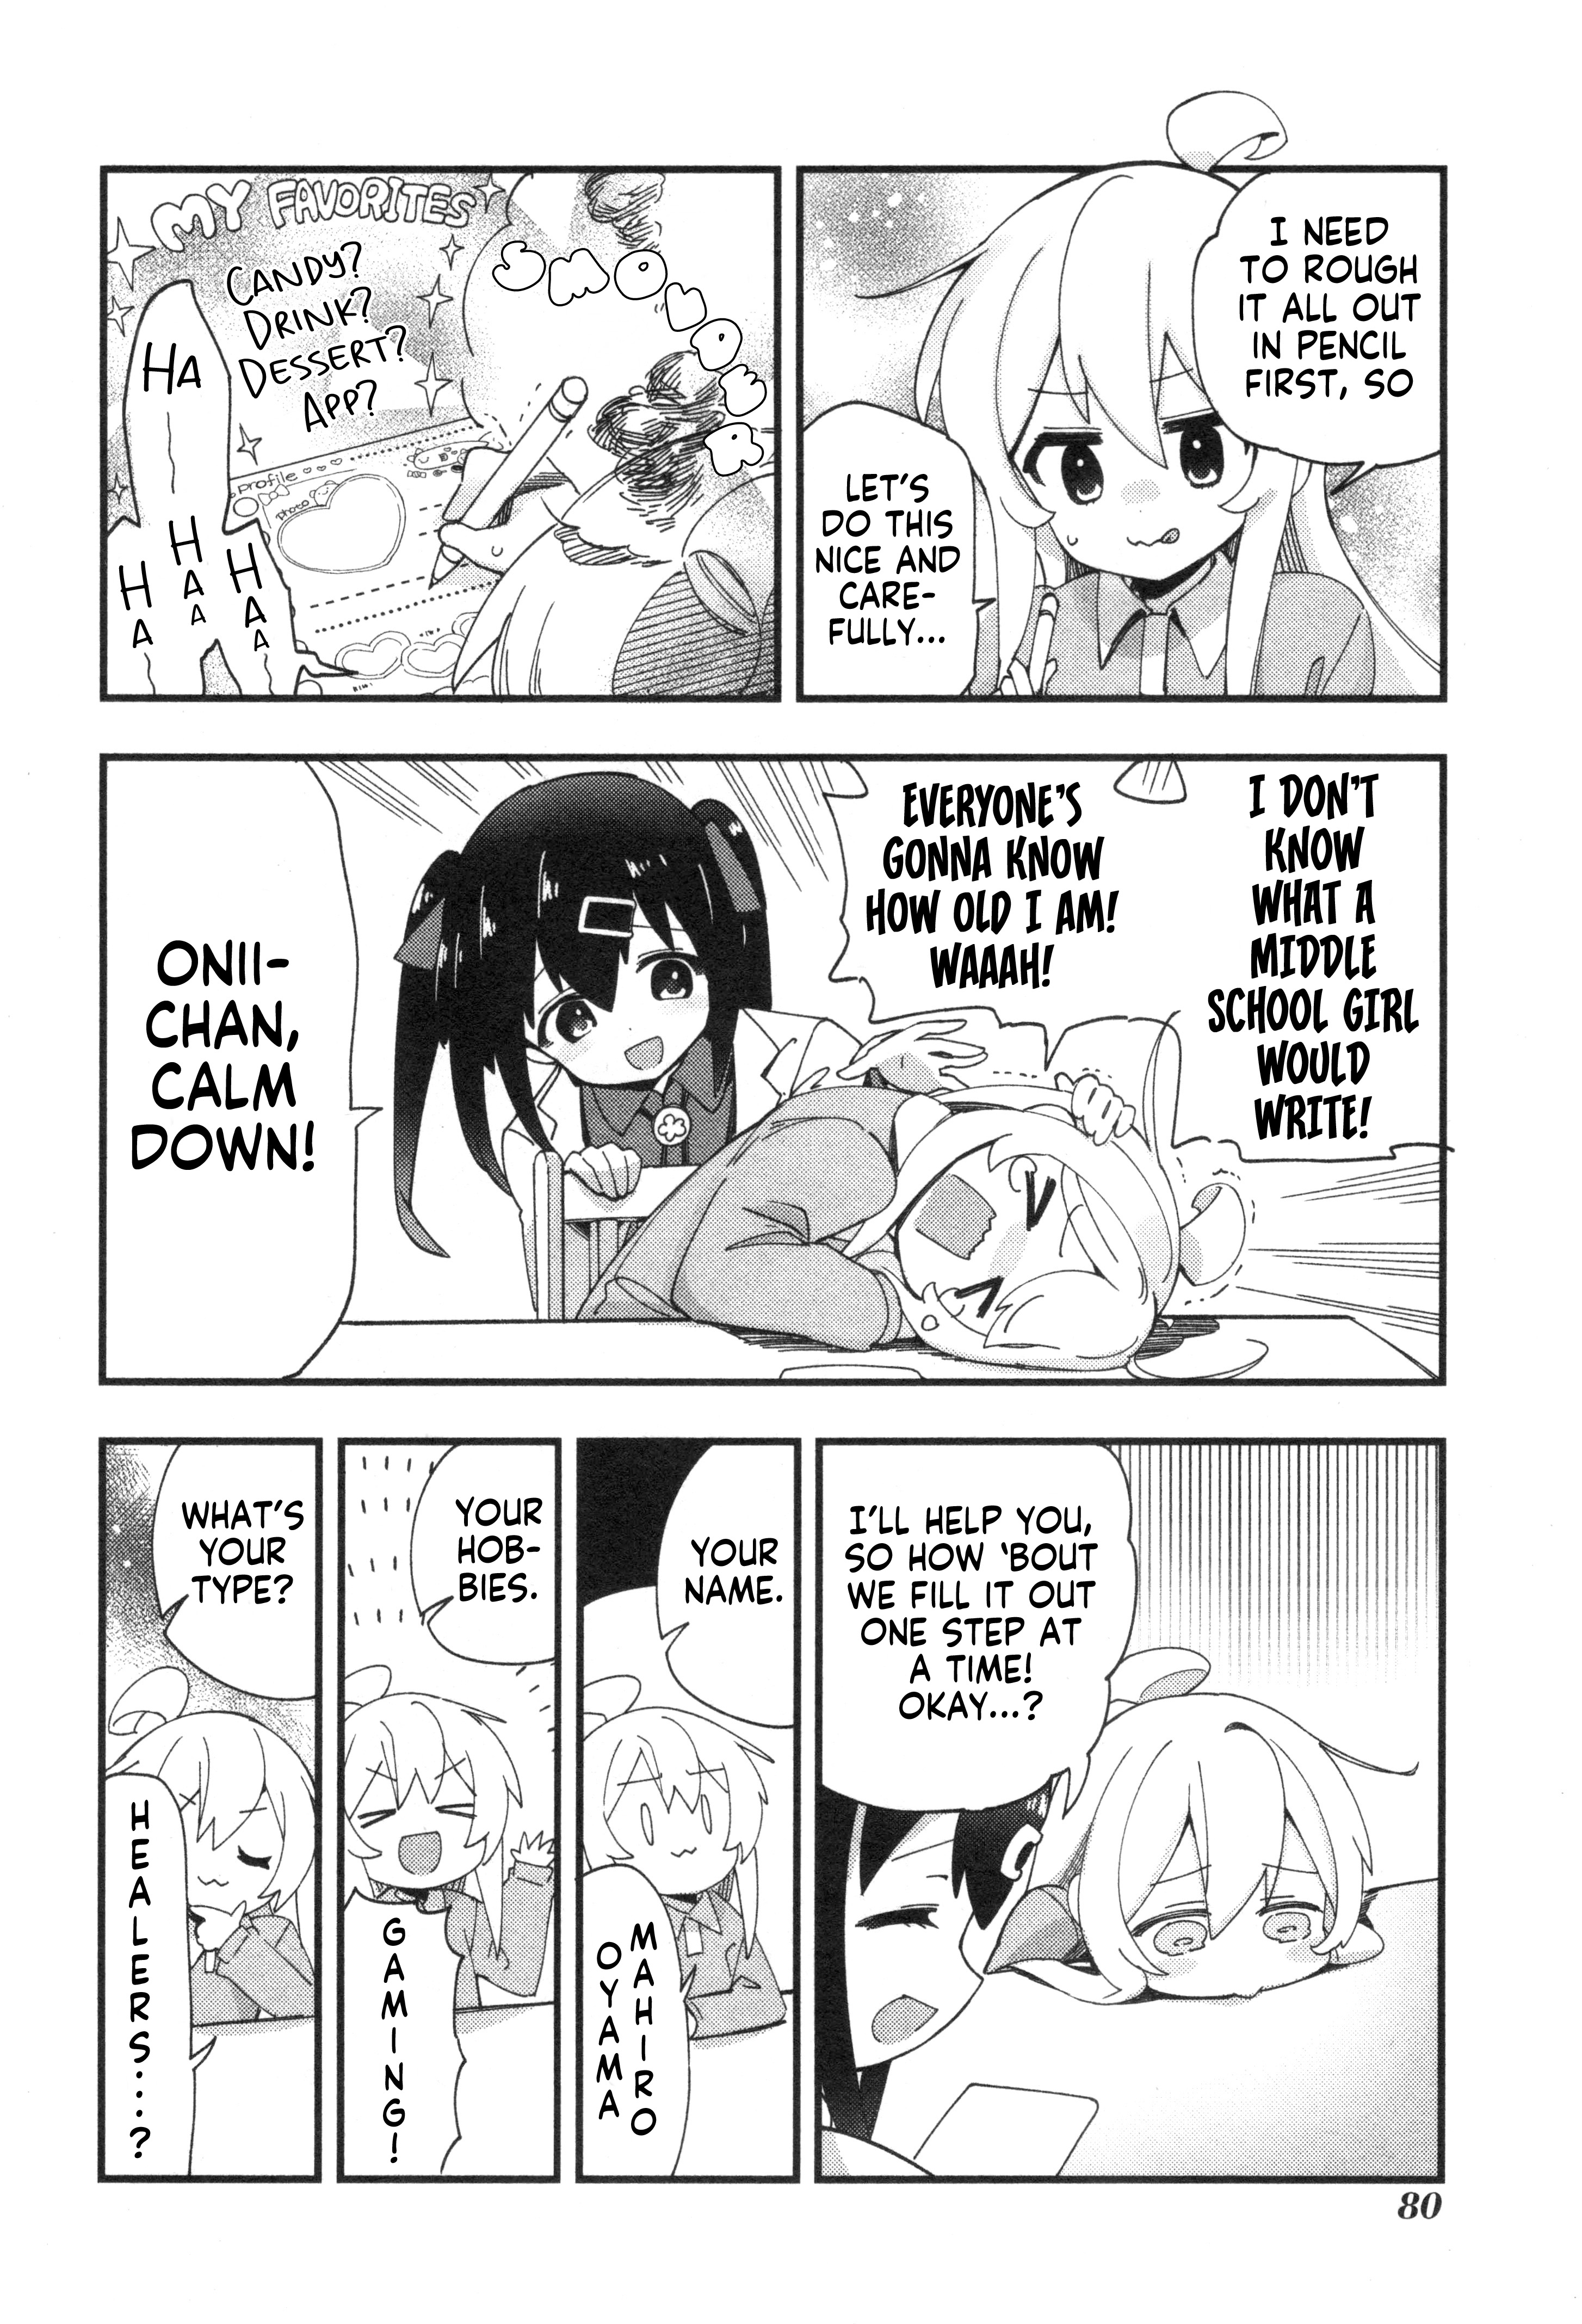 I NEED
TO ROUGH
IT ALL OUT
IN PENCIL
FIRST, SO
LET'S
DO THIS
NICE AND
CARE-
FULLY...
MY FAVORITES
CANDY?
DRINK?
DESSERT?
APP?
SMOLDER
Profile
Photo
HA
HAA
HAA
HA
I DON'T
KNOW
WHAT A
MIDDLE
SCHOOL GIRL
WOULD
WRITE!
EVERYONE'S
GONNA KNOW
HOW OLD I AM!
WAAAH!
ONII-
CHAN,
CALM
DOWN!
I'LL HELP YOU,
SO HOW 'BOUT
WE FILL IT OUT
ONE STEP AT
A TIME!
OKAY...?
YOUR
NAME.
MAHIRO
OYAMA
YOUR
HOB-
BIES.
GAMING!
WHAT'S
YOUR
TYPE?
HEALERS...?
80